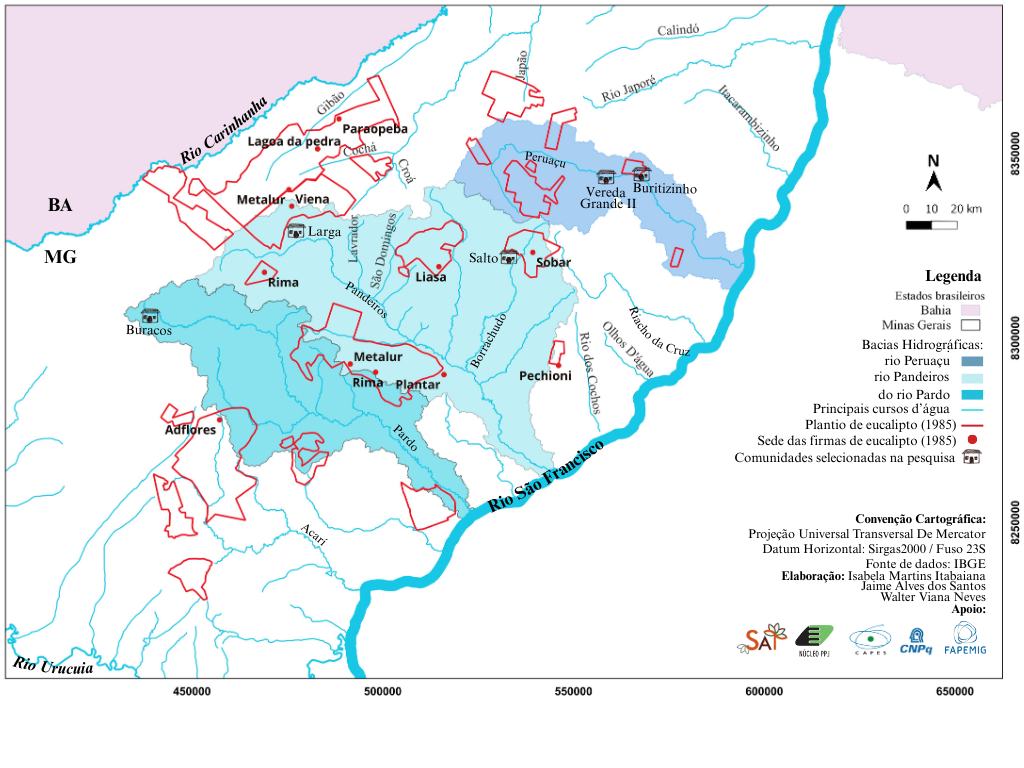 Calindó
Japão
Rio Japoré
Itacarambizinho
Gibão
Rio Carinhanha
Paraopeba
Lagoa da pedra
Cochá
Croá
Peruaçu
Vereda
Grande II
Buritizinho
BA
MG
Metalur
Viena
Larga
Lavrador
São Domingos
Salto
Sobar
Liasa
Rima
Pandeiros
Buracos
Borrachudo
Riacho da Cruz
Olhos D'água
Rio dos Cochos
Metalur
Rima
Plantar
Pechioni
Adflores
Pardo
Rio São Francisco
Acari
Rio Urucuia
N
0 10 20 km
Legenda
Estados brasileiros
Bahia
Minas Gerais
Bacias Hidrográficas:
rio Peruaçu
rio Pandeiros
do rio Pardo
Principais cursos d'água
Plantio de eucalipto (1985)
Sede das firmas de eucalipto (1985)
Comunidades selecionadas na pesquisa
Convenção Cartográfica:
Projeção Universal Transversal De Mercator
Datum Horizontal: Sirgas2000 / Fuso 23S
Fonte de dados: IBGE
Elaboração: Isabela Martins Itabaiana
Jaime Alves dos Santos
Walter Viana Neves
Apoio:
SAF
NÚCLEO PPJ
CAPES
CNPq
FAPEMIG
8350000
8300000
8250000
450000 500000 550000 600000 650000